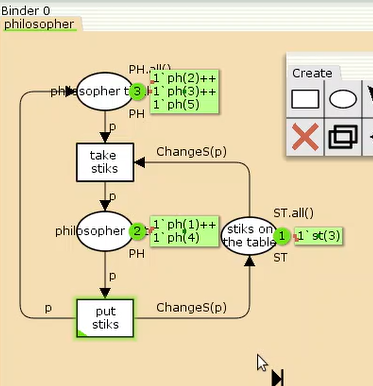 Binder 0
philosopher
PH.all()
philosopher t
3
1`ph(2)++
1`ph(3)++
1`ph(5)
PH
Create
p
take
stiks
ChangeS(p)
p
philosopher
2
1`ph(1)++
1`ph(4)
PH
ST.all()
stiks on
the table
1
1`st(3)
ST
p
p
put
stiks
ChangeS(p)